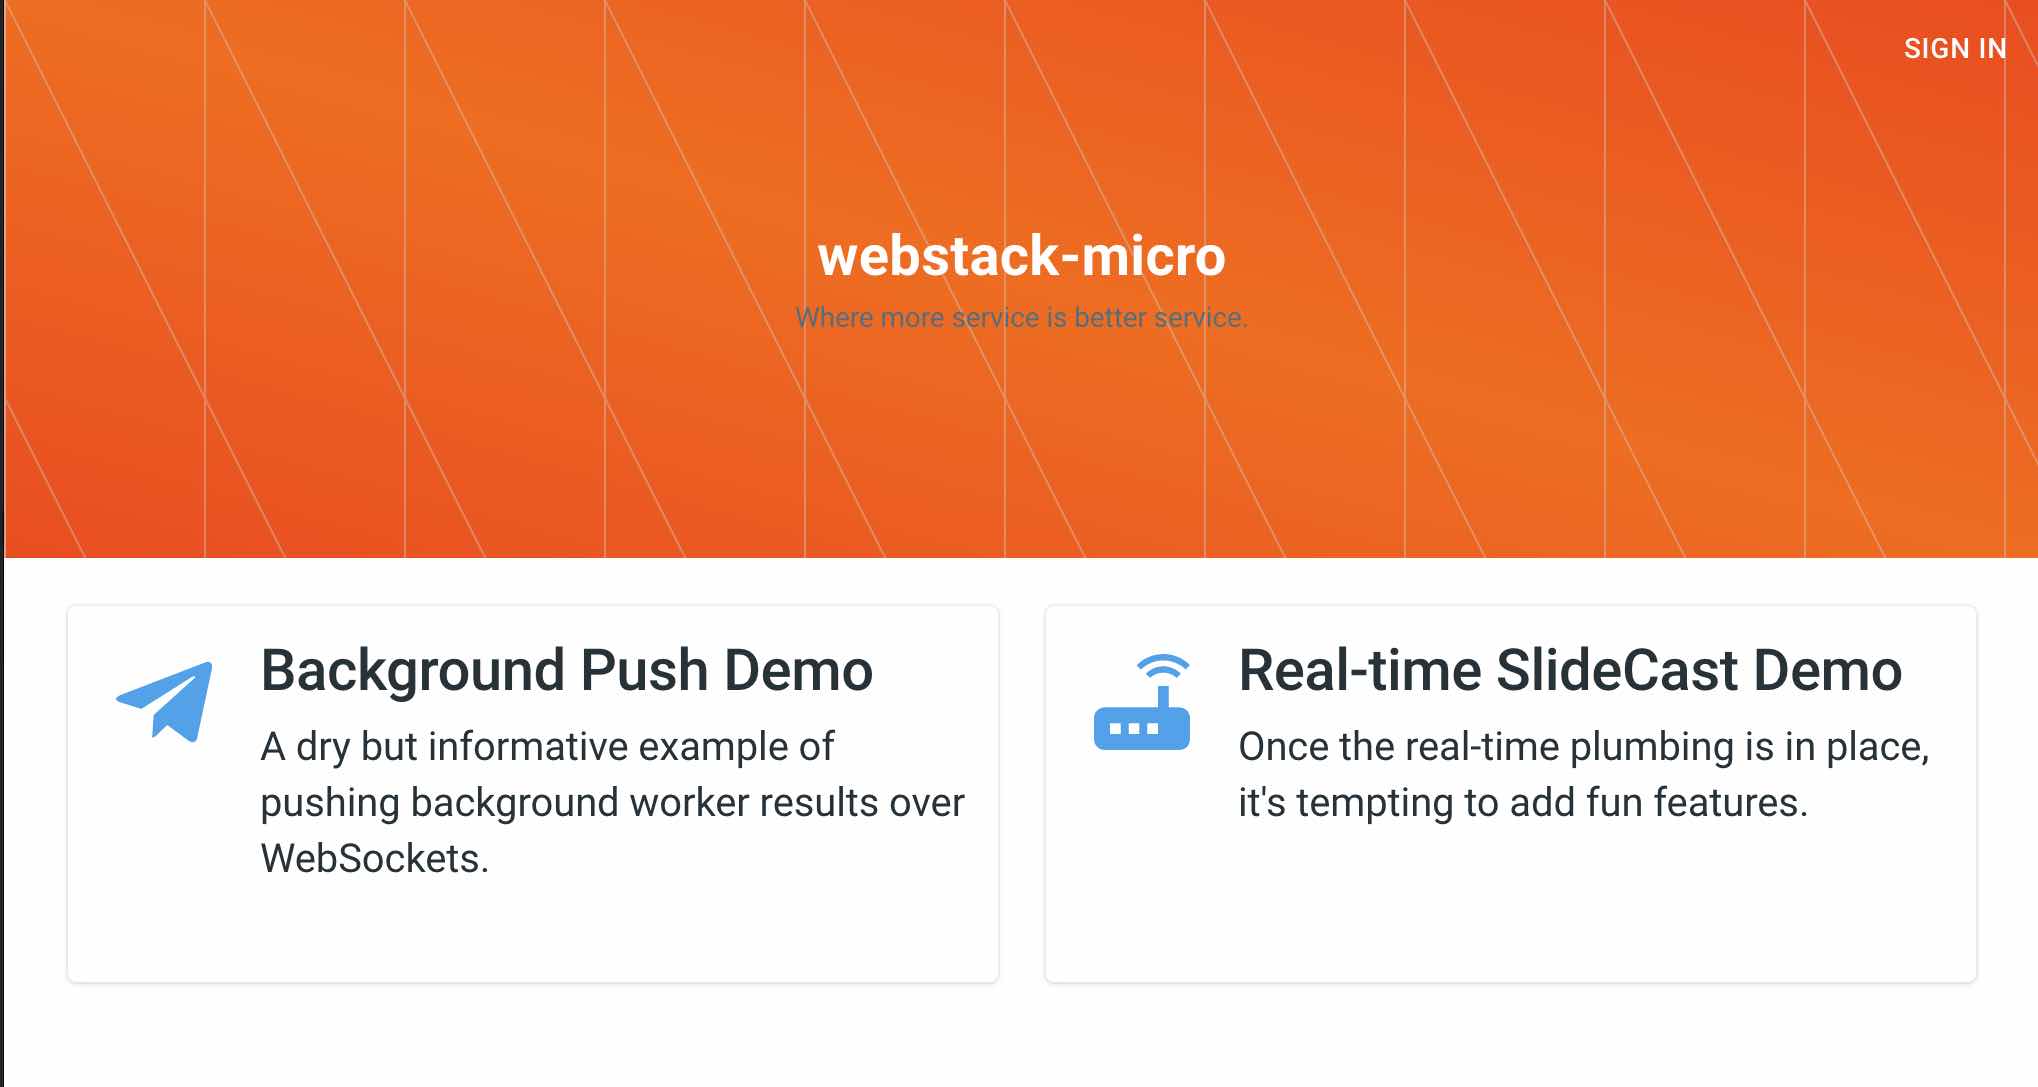 SIGN IN
webstack-micro
Where more service is better service.
Background Push Demo
A dry but informative example of
pushing background worker results over
WebSockets.
Real-time SlideCast Demo
Once the real-time plumbing is in place,
it's tempting to add fun features.